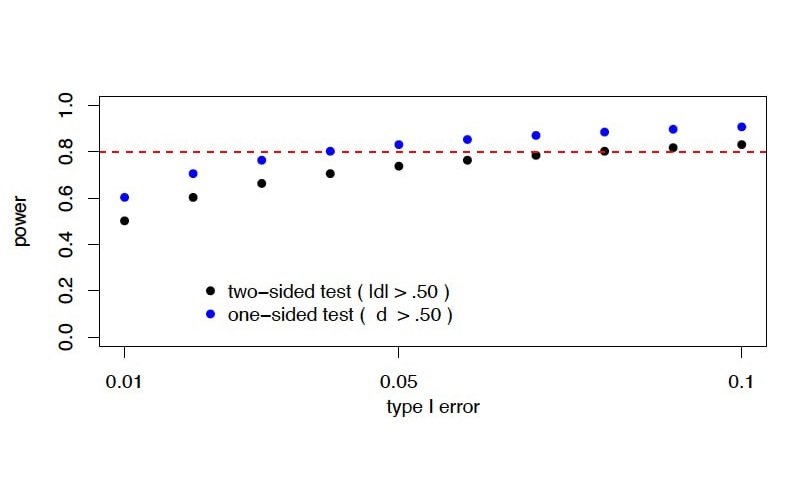 1.0
0.8
0.6
0.4
0.2
0.0
power
two-sided test ( ldl > .50 )
one-sided test ( d > .50 )
0.01 0.05 0.1
type I error